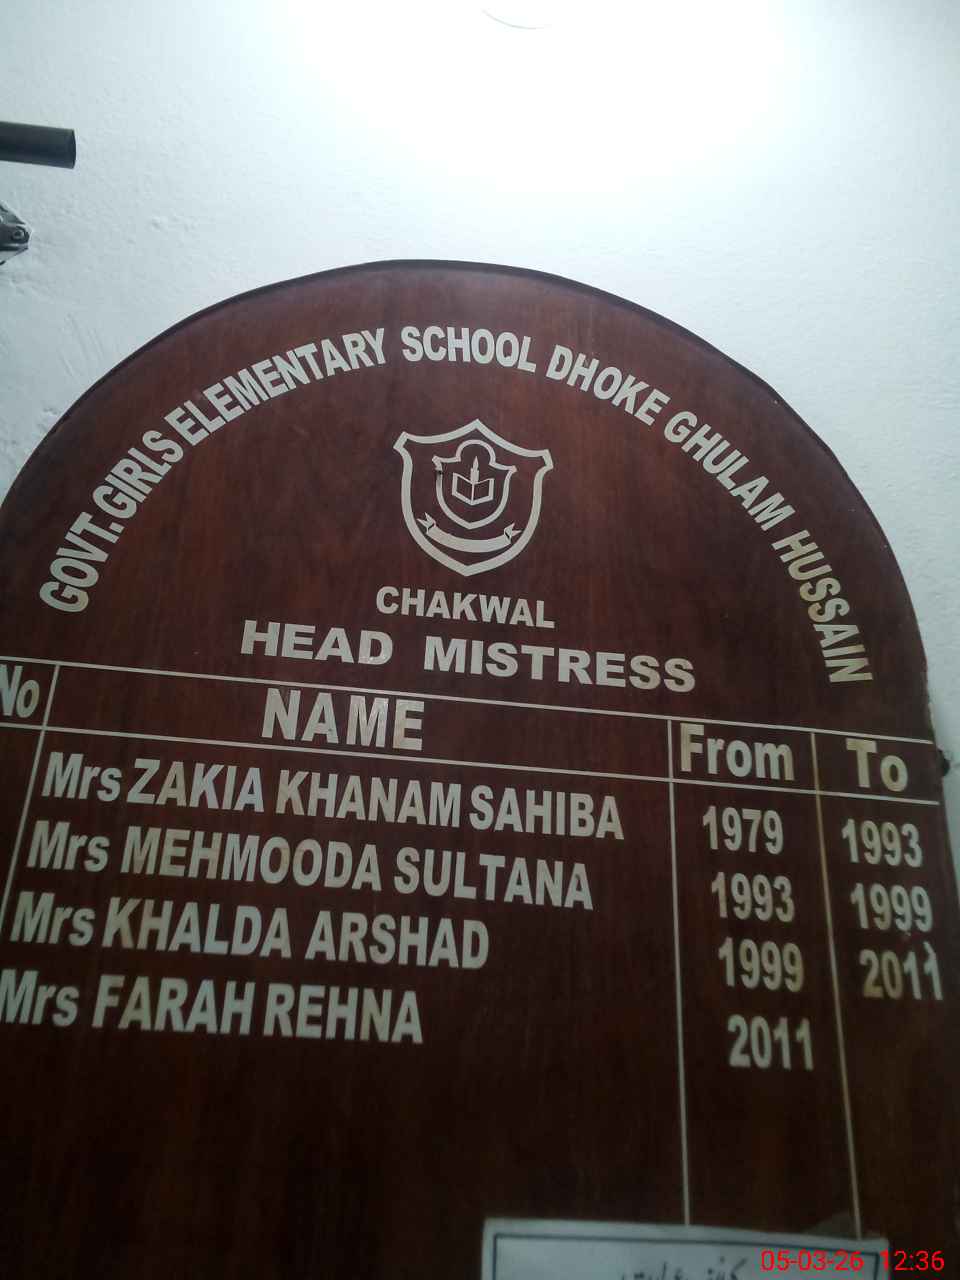 GOVT.GIRLS ELEMENTARY SCHOOL DHOKE GHULAM HUSSAIN
CHAKWAL
HEAD MISTRESS
No NAME From To
Mrs ZAKIA KHANAM SAHIBA 1979 1993
Mrs MEHMOODA SULTANA 1993 1999
Mrs KHALDA ARSHAD 1999 2011
Mrs FARAH REHNA 2011
05-03-26 12:36